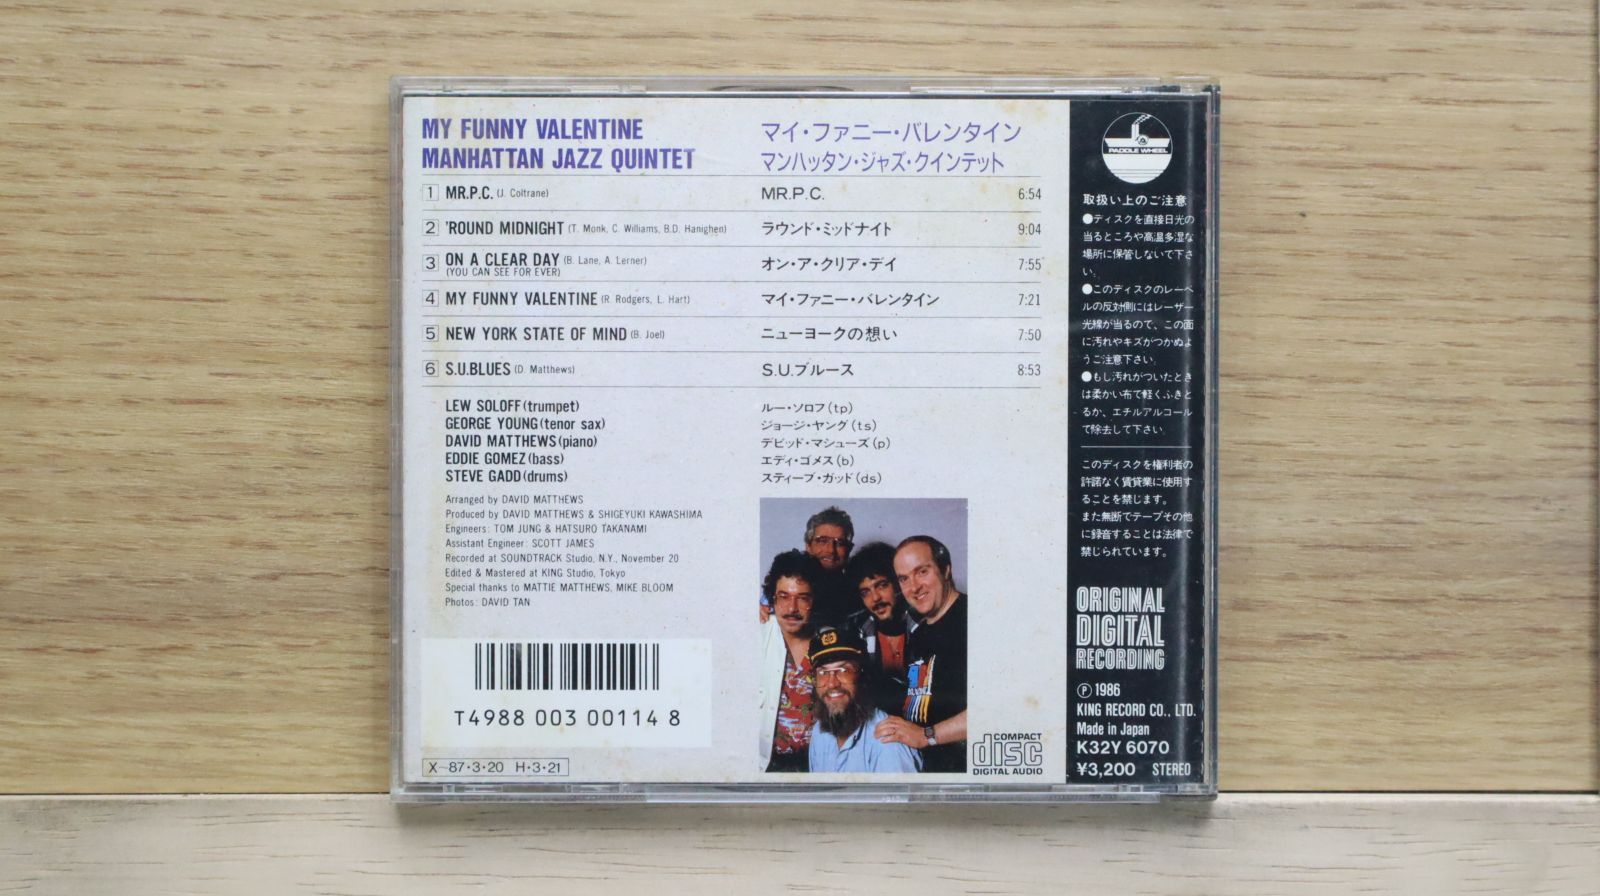 MY FUNNY VALENTINE
MANHATTAN JAZZ QUINTET
マイ・ファニー・バレンタイン
マンハッタン・ジャズ・クインテット
1 MR.P.C. (J. Coltrane) MR.P.C. 6:54
2 'ROUND MIDNIGHT (T. Monk, C. Williams, B.D. Hanighen) ラウンド・ミッドナイト 9:04
3 ON A CLEAR DAY (B. Lane, A. Lerner) オン・ア・クリア・デイ 7:55
(YOU CAN SEE FOR EVER)
4 MY FUNNY VALENTINE (R. Rodgers, L. Hart) マイ・ファニー・バレンタイン 7:21
5 NEW YORK STATE OF MIND (B. Joel) ニューヨークの想い 7:50
6 S.U.BLUES (D. Matthews) S.U.ブルース 8:53
LEW SOLOFF (trumpet) ルー・ソロフ(tp)
GEORGE YOUNG (tenor sax) ジョージ・ヤング(ts)
DAVID MATTHEWS (piano) デビッド・マシューズ(p)
EDDIE GOMEZ (bass) エディ・ゴメス(b)
STEVE GADD (drums) スティーブ・ガッド(ds)
Arranged by DAVID MATTHEWS
Produced by DAVID MATTHEWS & SHIGEYUKI KAWASHIMA
Engineers: TOM JUNG & HATSURO TAKANAMI
Assistant Engineer: SCOTT JAMES
Recorded at SOUNDTRACK Studio, N.Y., November 20
Edited & Mastered at KING Studio, Tokyo
Special thanks to MATTIE MATTHEWS, MIKE BLOOM
Photos: DAVID TAN
T4988 003 00114 8
X-87・3・20 H・3・21
COMPACT
disc
DIGITAL AUDIO
PADDLE WHEEL
取扱い上のご注意
●ディスクを直接日光の
当るところや高温多湿な
場所に保管しないで下さ
い。
●このディスクのレーベ
ルの反対側にはレーザー
光線が当るので、この面
に汚れやキズがつかぬよ
うご注意下さい。
●もし汚れがついたとき
は柔かい布で軽くふきと
るか、エチルアルコール
で除去して下さい。
このディスクを権利者の
許諾なく賃貸業に使用す
ることを禁じます。
また無断でテープその他
に録音することは法律で
禁じられています。
ORIGINAL
DIGITAL
RECORDING
Ⓟ 1986
KING RECORD CO., LTD.
Made in Japan
K32Y 6070
¥3,200 STEREO